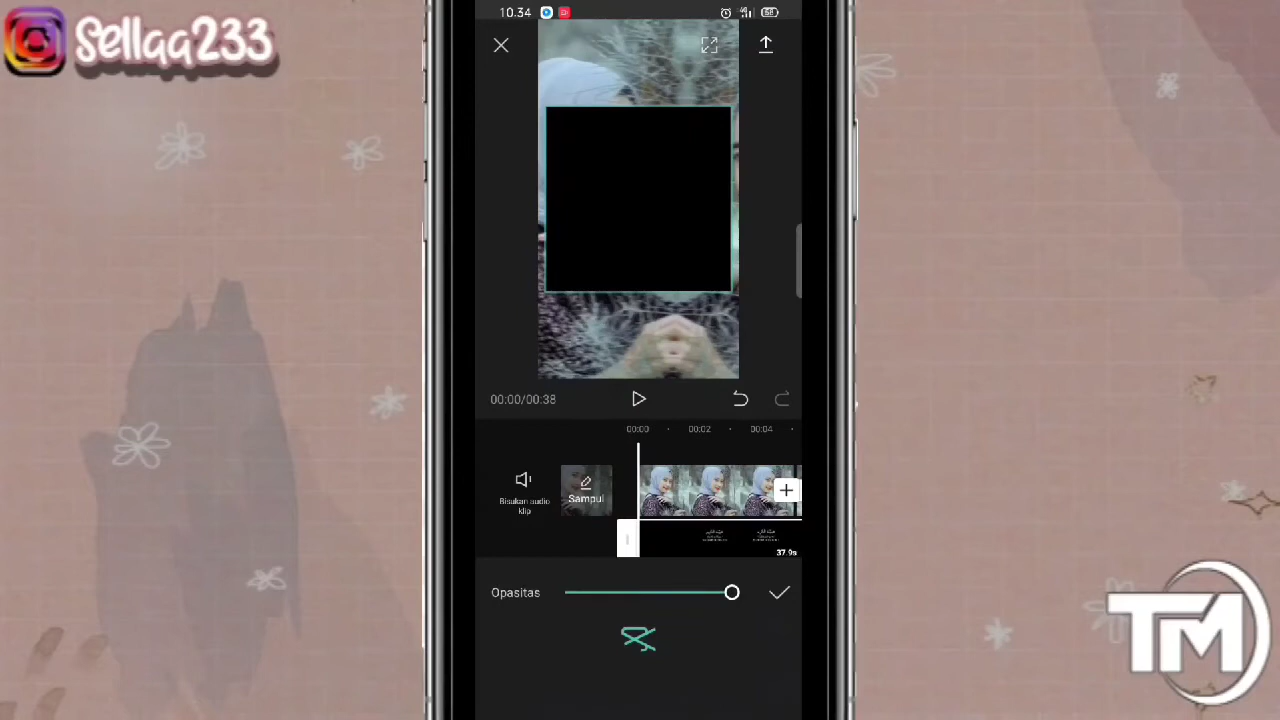 Sellqq233
10.34
00:00/00:38
00:00
00:02
00:04
Bisukan audio
klip
Sampul
37.9s
Opasitas
TM